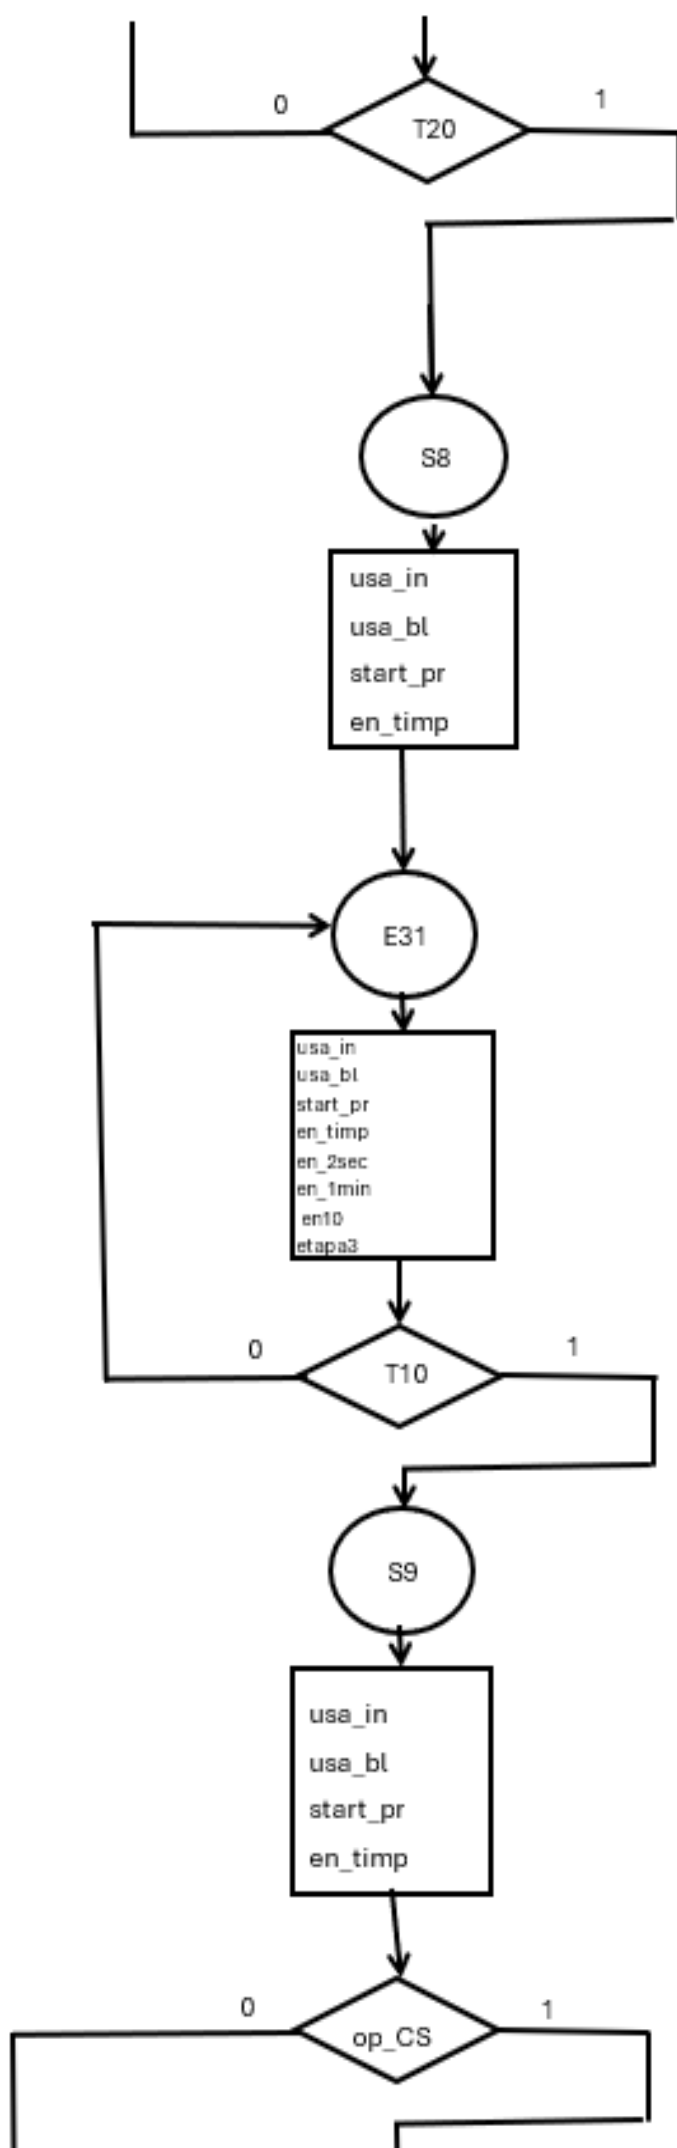 0
1
T20
S8
usa_in
usa_bl
start_pr
en_timp
E31
usa_in
usa_bl
start_pr
en_timp
en_2sec
en_1min
en10
etapa3
0
1
T10
S9
usa_in
usa_bl
start_pr
en_timp
0
1
op_CS